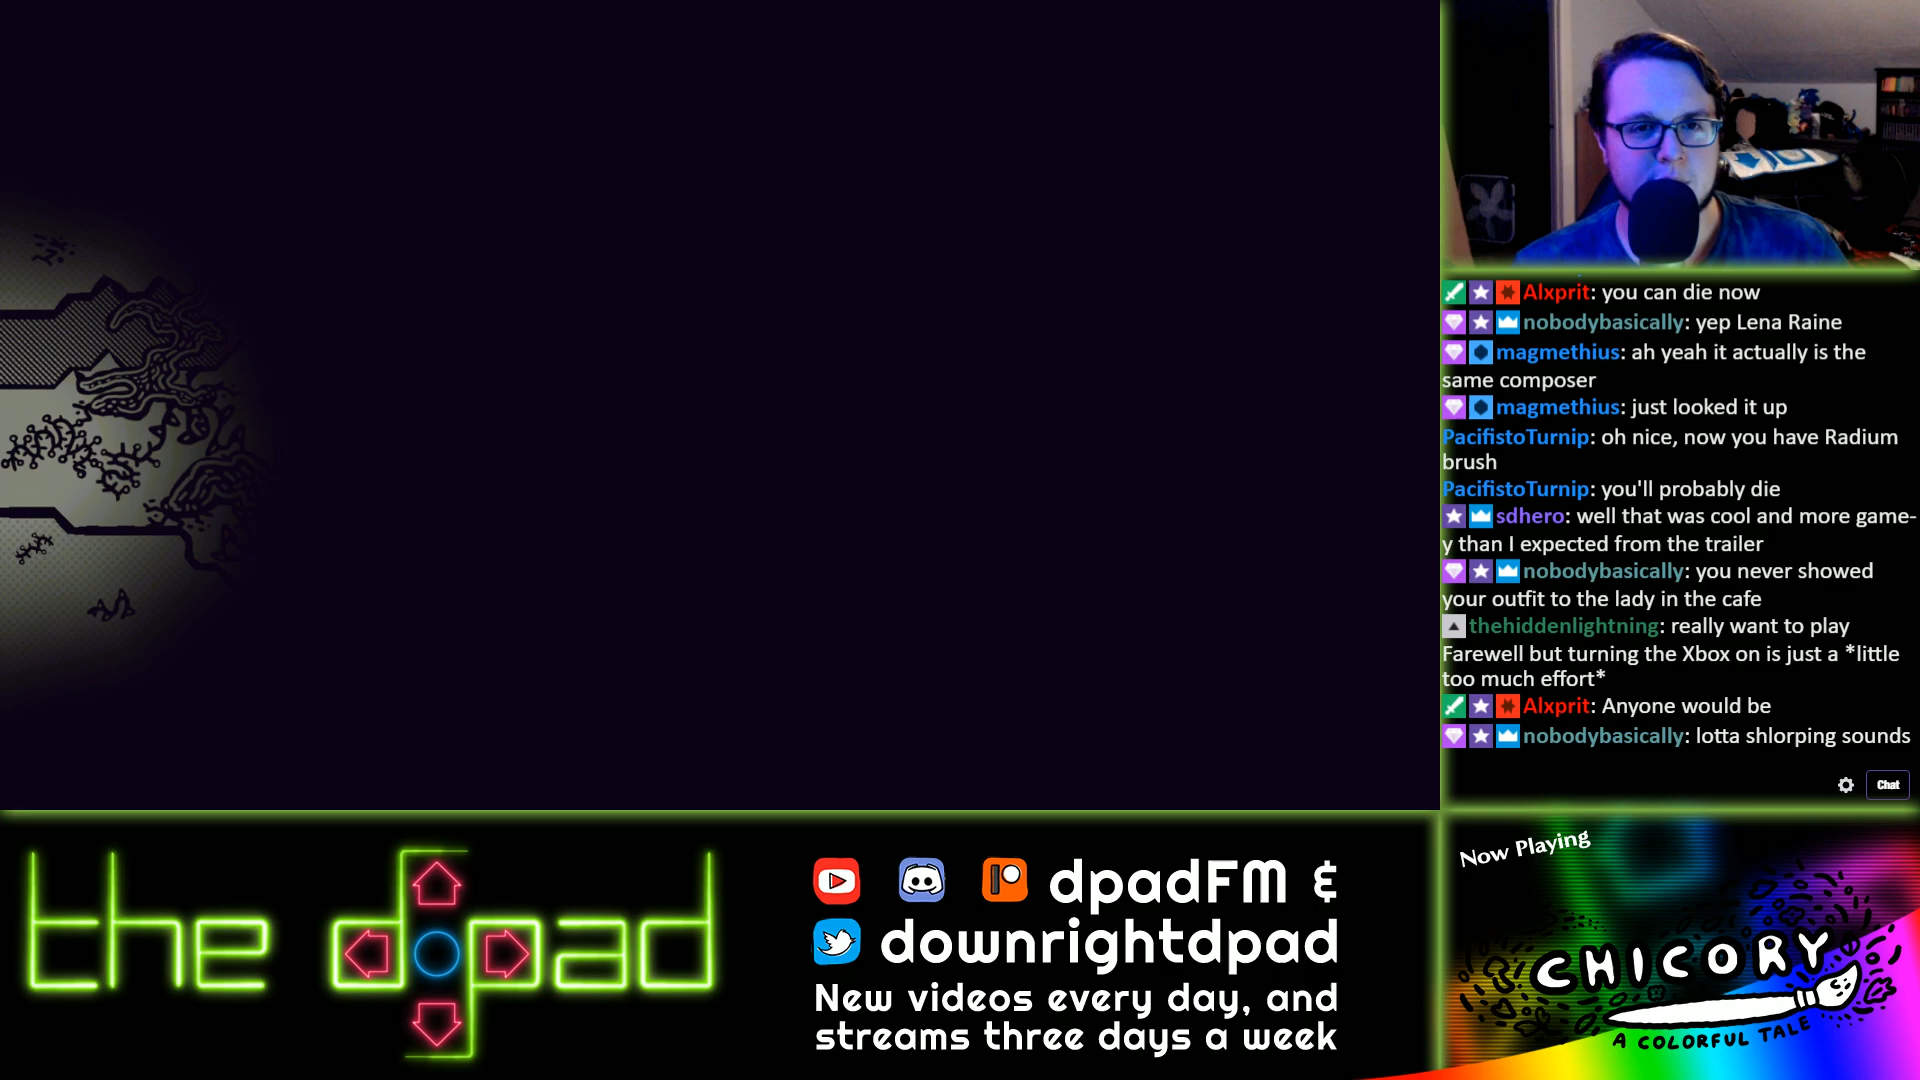 Alxprit: you can die now
nobodybasically: yep Lena Raine
magmethius: ah yeah it actually is the
same composer
magmethius: just looked it up
PacifistoTurnip: oh nice, now you have Radium
brush
PacifistoTurnip: you'll probably die
sdhero: well that was cool and more game-
y than I expected from the trailer
nobodybasically: you never showed
your outfit to the lady in the cafe
thehiddenlightning: really want to play
Farewell but turning the Xbox on is just a *little
too much effort*
Alxprit: Anyone would be
nobodybasically: lotta shlorping sounds
Chat
the dpad
dpadFM &
downrightdpad
New videos every day, and
streams three days a week
Now Playing
CHICORY
A COLORFUL TALE